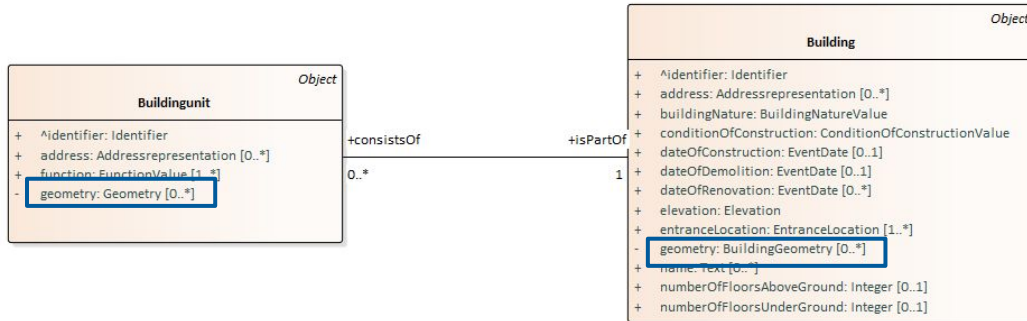 Object
Buildingunit
+ ^identifier: Identifier
+ address: Addressrepresentation [0..*]
+ function: FunctionValue [1..*]
- geometry: Geometry [0..*]
+consistsOf
0..*
+isPartOf
1
Object
Building
+ ^identifier: Identifier
+ address: Addressrepresentation [0..*]
+ buildingNature: BuildingNatureValue
+ conditionOfConstruction: ConditionOfConstructionValue
+ dateOfConstruction: EventDate [0..1]
+ dateOfDemolition: EventDate [0..1]
+ dateOfRenovation: EventDate [0..*]
+ elevation: Elevation
+ entranceLocation: EntranceLocation [1..*]
- geometry: BuildingGeometry [0..*]
+ name: Text [0..*]
+ numberOfFloorsAboveGround: Integer [0..1]
+ numberOfFloorsUnderGround: Integer [0..1]